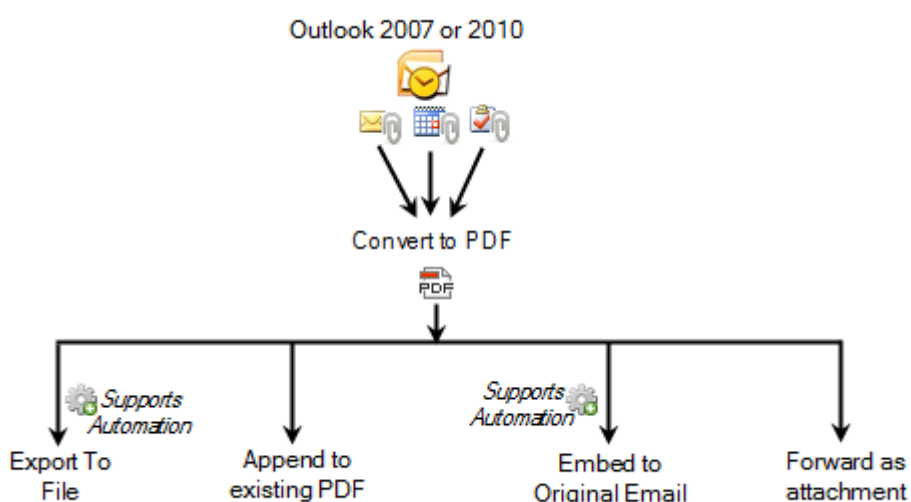 Outlook 2007 or 2010
Convert to PDF
PDF
Supports
Automation
Supports
Automation
Export To
File
Append to
existing PDF
Embed to
Original Email
Forward as
attachment